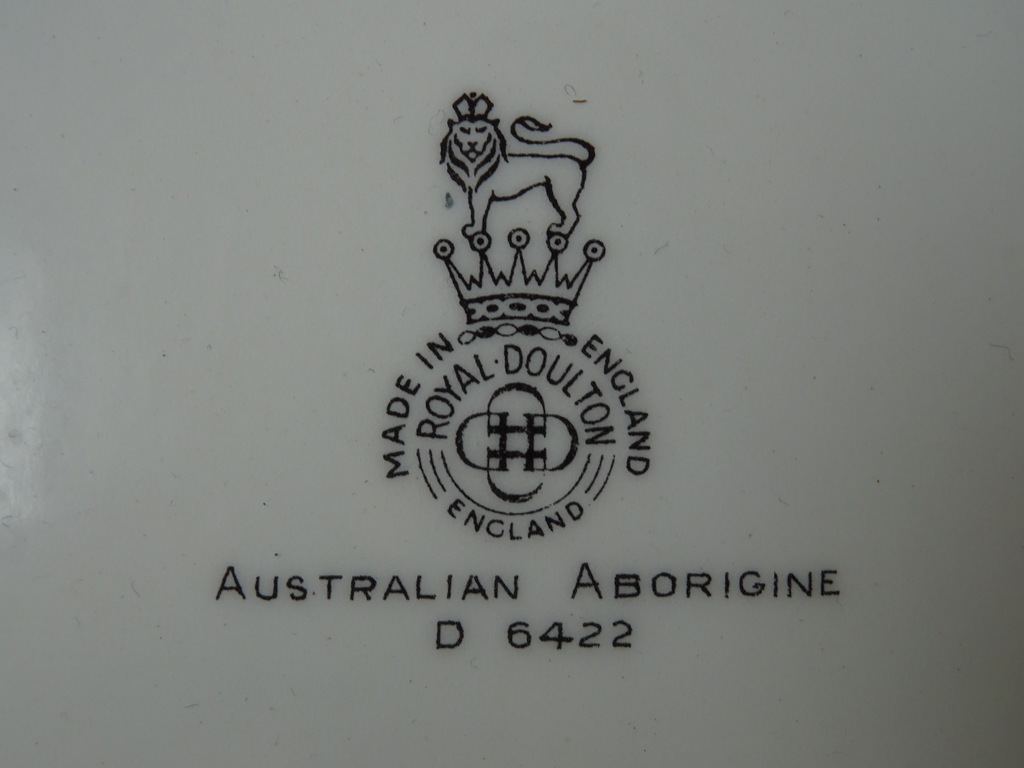 MADE IN ENGLAND
ROYAL·DOULTON
ENGLAND
AUSTRALIAN ABORIGINE
D 6422